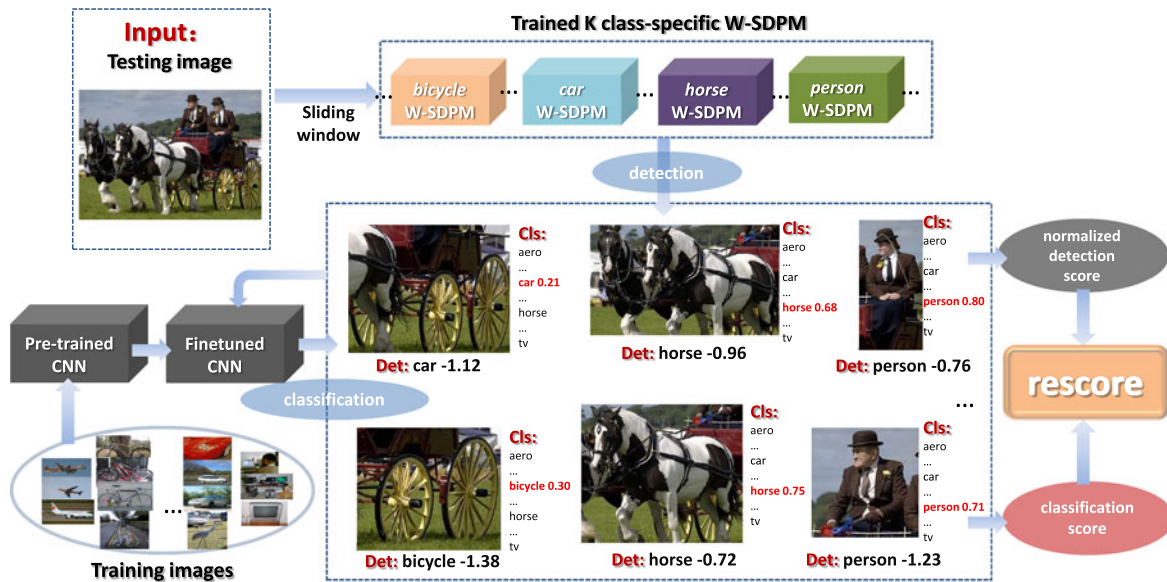 Input:
Testing image
Sliding
window
Trained K class-specific W-SDPM
...
bicycle
W-SDPM
...
car
W-SDPM
...
horse
W-SDPM
...
person
W-SDPM
...
detection
Cls:
aero
...
car 0.21
...
horse
...
tv
Det: car -1.12
Cls:
aero
...
car
...
horse 0.68
...
tv
Det: horse -0.96
Cls:
aero
...
car
...
person 0.80
...
tv
Det: person -0.76
...
Pre-trained
CNN
Finetuned
CNN
classification
...
Training images
Cls:
aero
...
bicycle 0.30
...
horse
...
tv
Det: bicycle -1.38
Cls:
aero
...
car
...
horse 0.75
...
tv
Det: horse -0.72
Cls:
aero
...
car
...
person 0.71
...
tv
Det: person -1.23
normalized
detection
score
rescore
classification
score